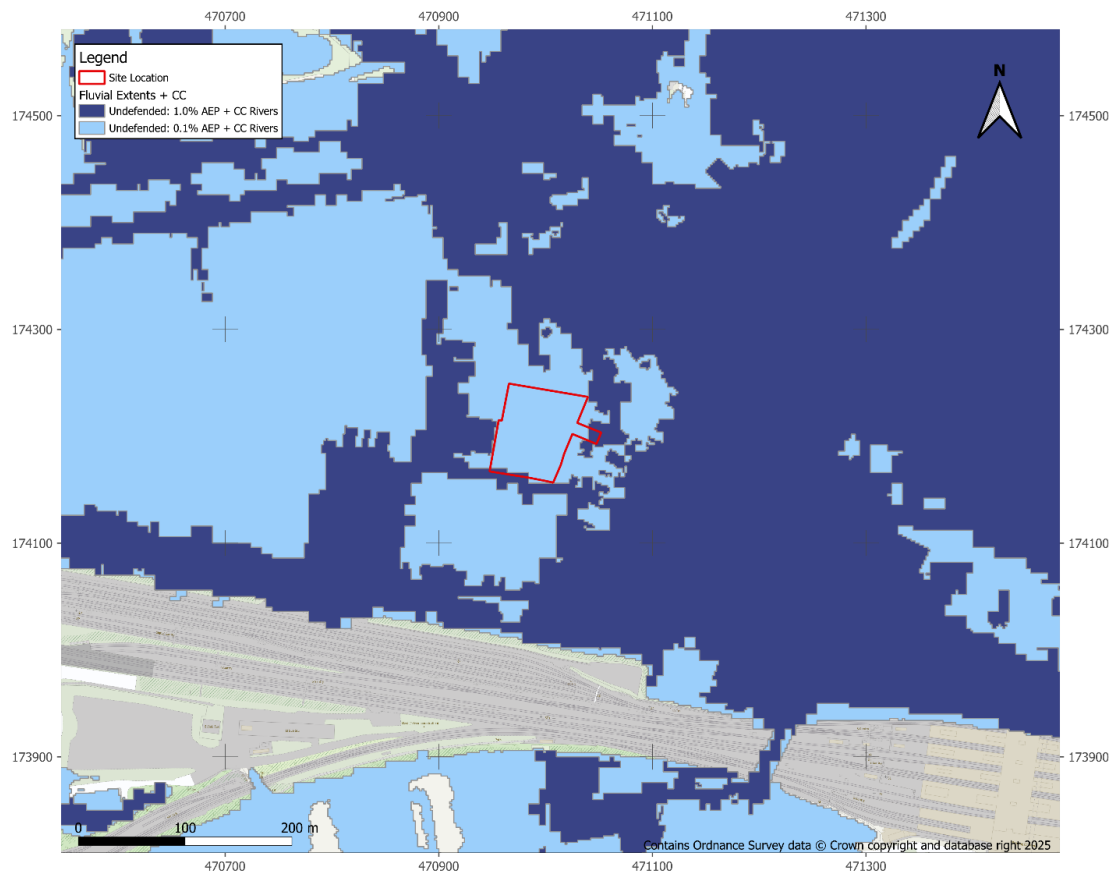 470700 470900 471100 471300
Legend
Site Location
Fluvial Extents + CC
Undefended: 1.0% AEP + CC Rivers
Undefended: 0.1% AEP + CC Rivers
N
174500 174500
174300 174300
174100 174100
173900 173900
0 100 200 m
Contains Ordnance Survey data © Crown copyright and database right 2025
470700 470900 471100 471300